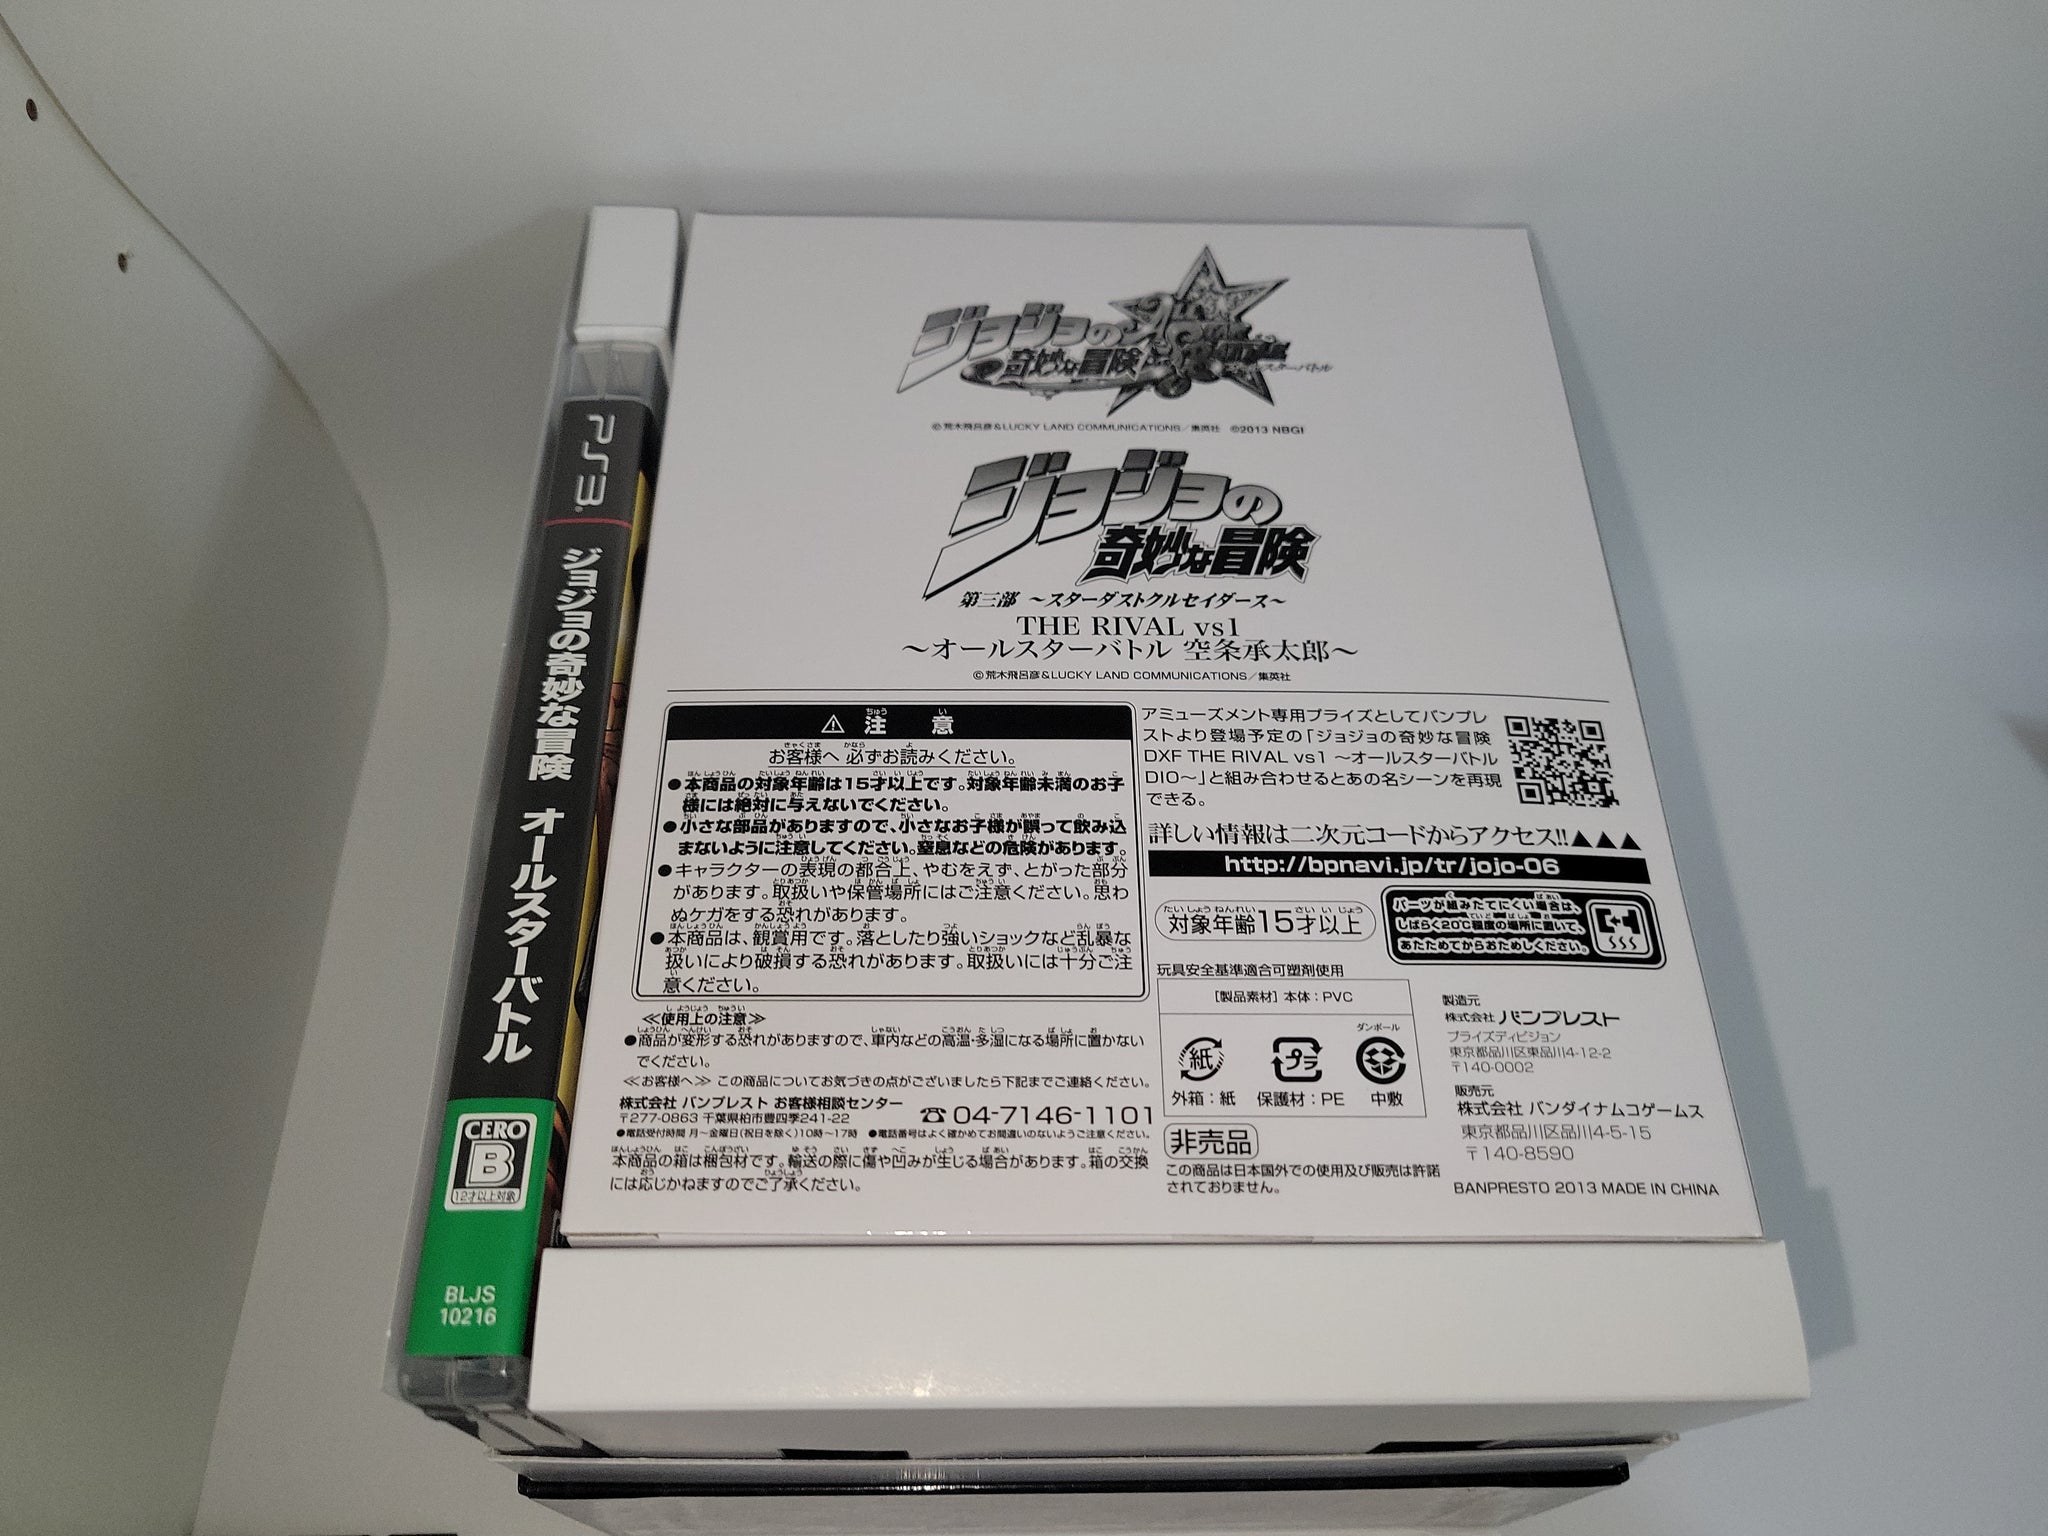 PS3
ジョジョの奇妙な冒険 オールスターバトル
CERO
B
12才以上対象
BLJS
10216
ジョジョの
奇妙な冒険
オールスターバトル
©荒木飛呂彦&LUCKY LAND COMMUNICATIONS/集英社 ©2013 NBGI
ジョジョの
奇妙な冒険
第三部 ~スターダストクルセイダース~
THE RIVAL vs1
~オールスターバトル 空条承太郎~
©荒木飛呂彦&LUCKY LAND COMMUNICATIONS/集英社
⚠ 注意
お客様へ 必ずお読みください。
●本商品の対象年齢は15才以上です。対象年齢未満のお子
様には絶対に与えないでください。
●小さな部品がありますので、小さなお子様が誤って飲み込
まないように注意してください。窒息などの危険があります。
●キャラクターの表現の都合上、やむをえず、とがった部分
があります。取扱いや保管場所にはご注意ください。思わ
ぬケガをする恐れがあります。
●本商品は、観賞用です。落としたり強いショックなど乱暴な
扱いにより破損する恐れがあります。取扱いには十分ご注
意ください。
≪使用上の注意≫
●商品が変形する恐れがありますので、車内などの高温・多湿になる場所に置かない
でください。
≪お客様へ≫ この商品についてお気づきの点がございましたら下記までご連絡ください。
株式会社 バンプレスト お客様相談センター
〒277-0863 千葉県柏市豊四季241-22
☎04-7146-1101
●電話受付時間 月~金曜日(祝日を除く)10時~17時 ●電話番号はよく確かめてお間違いのないようご注意ください。
本商品の箱は梱包材です。輸送の際に傷や凹みが生じる場合があります。箱の交換
には応じかねますのでご了承ください。
アミューズメント専用プライズとしてバンプレ
ストより登場予定の「ジョジョの奇妙な冒険
DXF THE RIVAL vs1 ~オールスターバトル
DIO~」と組み合わせるとあの名シーンを再現
できる。
詳しい情報は二次元コードからアクセス!!▲▲▲
http://bpnavi.jp/tr/jojo-06
対象年齢15才以上
パーツが組みたてにくい場合は、
しばらく20℃程度の場所に置いて、
あたためてからおためしください。
玩具安全基準適合可塑剤使用
[製品素材] 本体:PVC
紙
プラ
ダンボール
外箱:紙
保護材:PE
中敷
非売品
この商品は日本国外での使用及び販売は許諾
されておりません。
製造元
株式会社 バンプレスト
プライズディビジョン
東京都品川区東品川4-12-2
〒140-0002
販売元
株式会社 バンダイナムコゲームス
東京都品川区東品川4-5-15
〒140-8590
BANPRESTO 2013 MADE IN CHINA